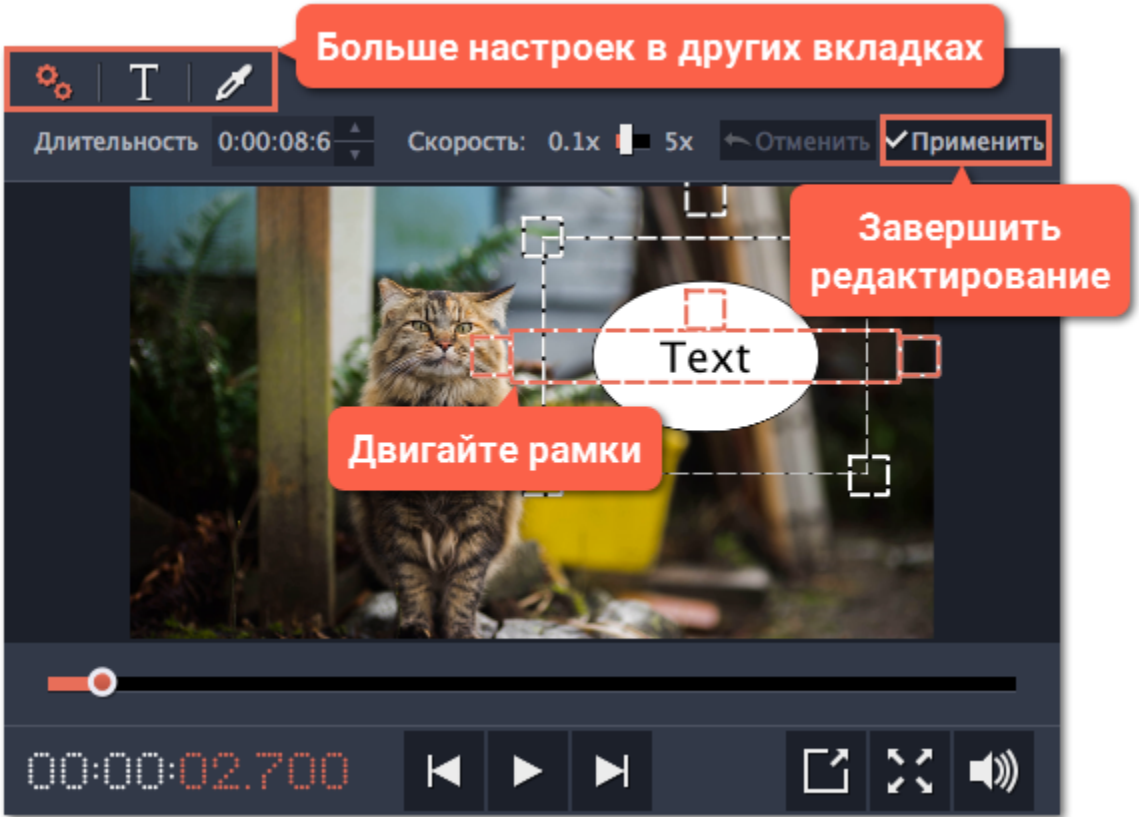 Больше настроек в других вкладках
T
Длительность 0:00:08:6 Скорость: 0.1x 5x Отменить Применить
Завершить
редактирование
Text
Двигайте рамки
00:00:02.700